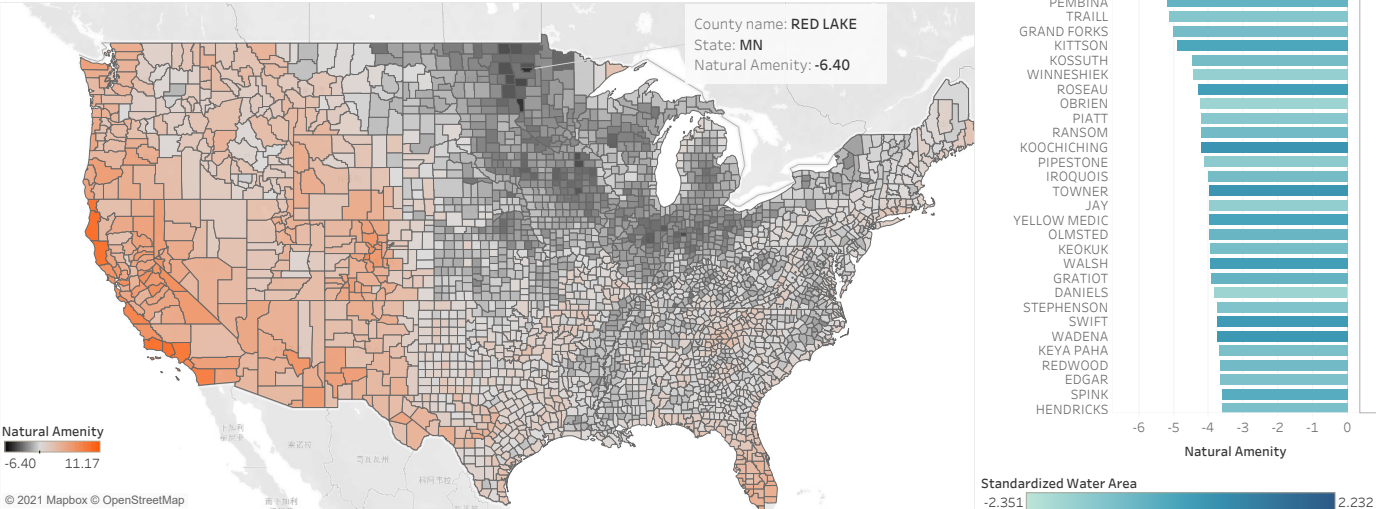 County name: RED LAKE
State: MN
Natural Amenity: -6.40
Natural Amenity
-6.40 11.17
© 2021 Mapbox © OpenStreetMap
PEMBINA
TRAILL
GRAND FORKS
KITTSON
KOSSUTH
WINNESHIEK
ROSEAU
OBRIEN
PIATT
RANSOM
KOOCHICHING
PIPESTONE
IROQUOIS
TOWNER
JAY
YELLOW MEDIC
OLMSTED
KEOKUK
WALSH
GRATIOT
DANIELS
STEPHENSON
SWIFT
WADENA
KEYA PAHA
REDWOOD
EDGAR
SPINK
HENDRICKS
-6 -5 -4 -3 -2 -1 0
Natural Amenity
Standardized Water Area
-2.351 2.232